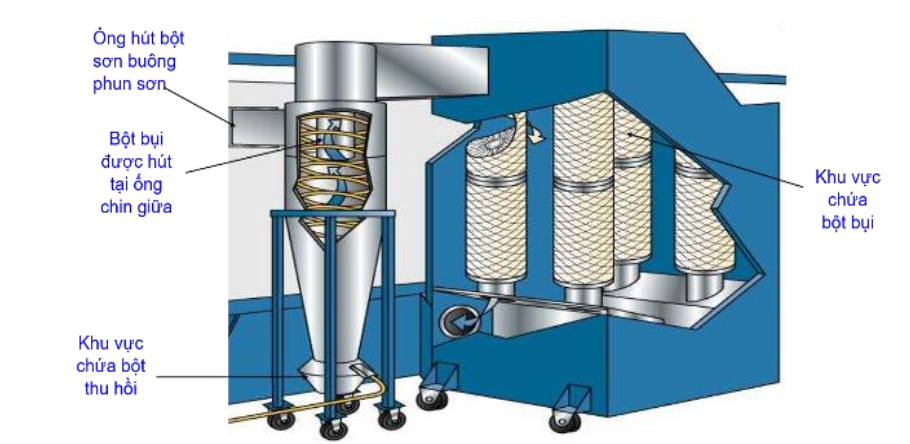 Ống hút bột
sơn buông
phun sơn
Bột bụi
được hút
tại ống
chin giữa
Khu vực
chứa
bột bụi
Khu vực
chứa bột
thu hồi